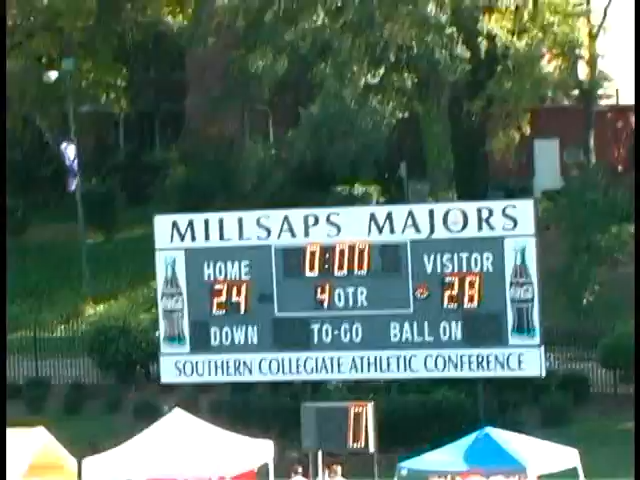 MILLSAPS MAJORS
0:00
HOME VISITOR
24 4 QTR 28
DOWN TO-GO BALL ON
SOUTHERN COLLEGIATE ATHLETIC CONFERENCE
0